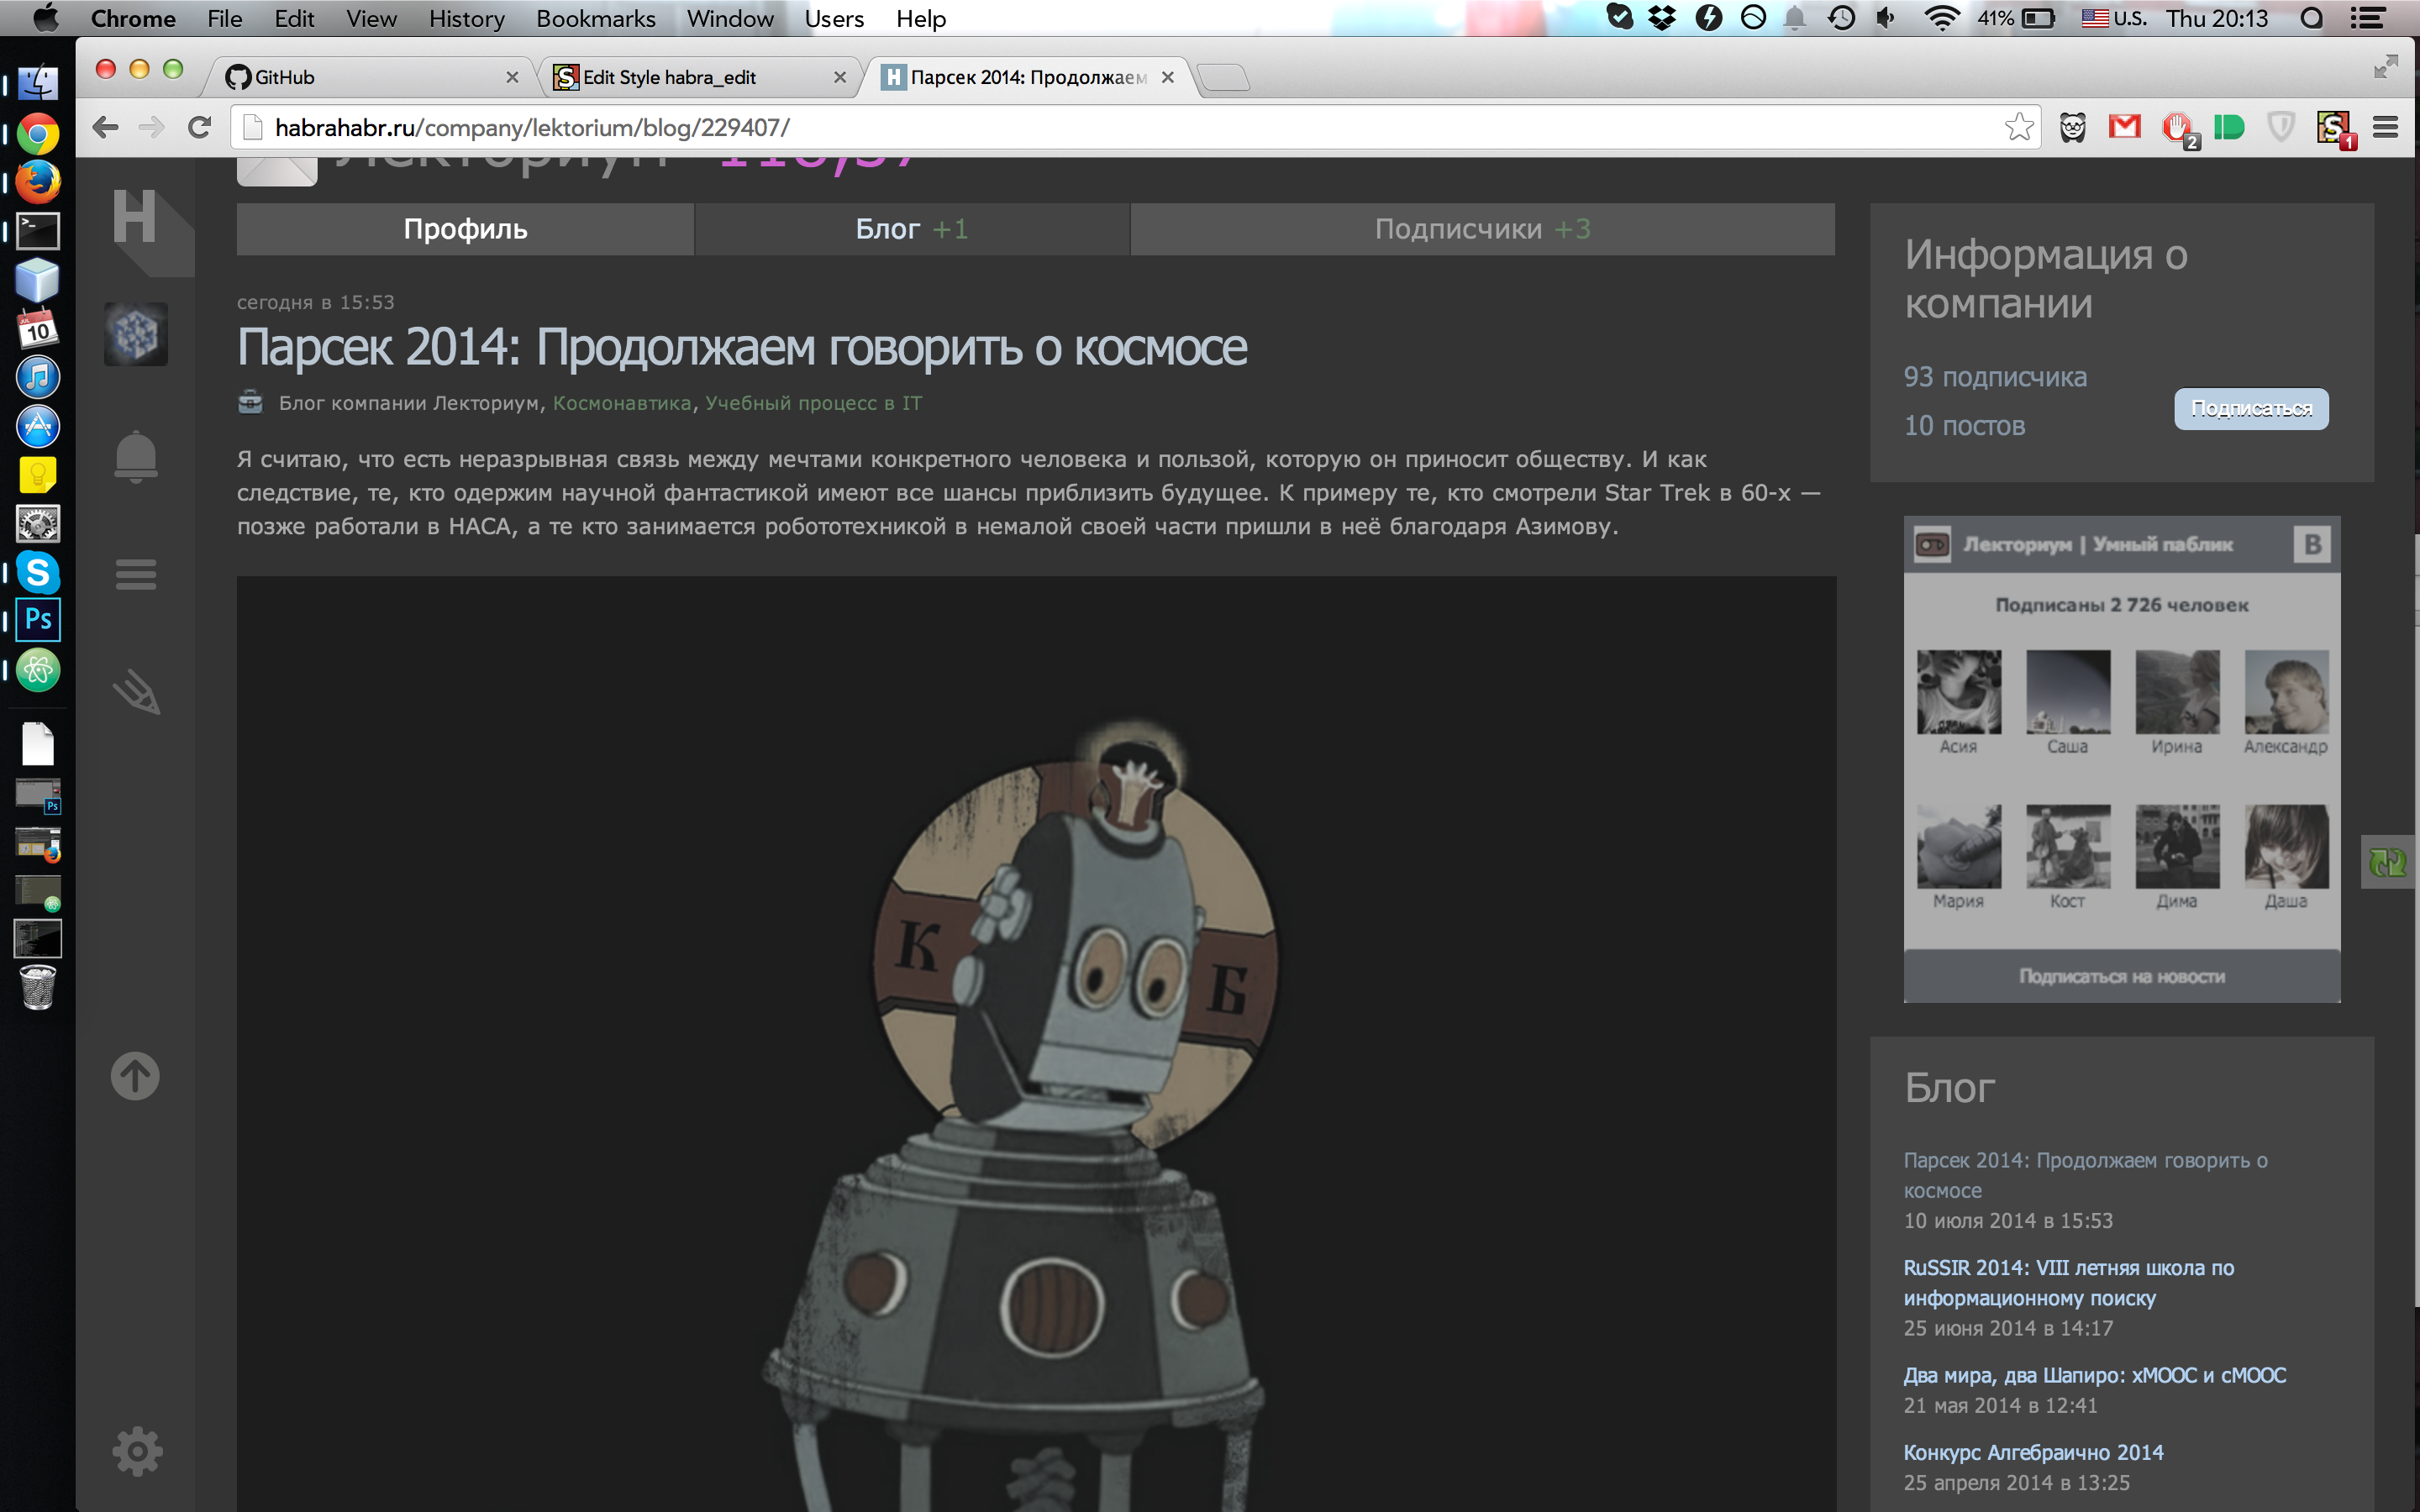 Chrome File Edit View History Bookmarks Window Users Help 41% U.S. Thu 20:13
GitHub Edit Style habra_edit Парсек 2014: Продолжаем
habrahabr.ru/company/lektorium/blog/229407/
2 1
Лекториум
H
Профиль Блог +1 Подписчики +3
сегодня в 15:53
Парсек 2014: Продолжаем говорить о космосе
Блог компании Лекториум, Космонавтика, Учебный процесс в IT
Я считаю, что есть неразрывная связь между мечтами конкретного человека и пользой, которую он приносит обществу. И как
следствие, те, кто одержим научной фантастикой имеют все шансы приблизить будущее. К примеру те, кто смотрели Star Trek в 60-х —
позже работали в НАСА, а те кто занимается робототехникой в немалой своей части пришли в неё благодаря Азимову.
К Б
Информация о
компании
93 подписчика
10 постов
Подписаться
Лекториум | Умный паблик В
Подписаны 2 726 человек
Асия Саша Ирина Александр
Мария Кост Дима Даша
Подписаться на новости
Блог
Парсек 2014: Продолжаем говорить о
космосе
10 июля 2014 в 15:53
RuSSIR 2014: VIII летняя школа по
информационному поиску
25 июня 2014 в 14:17
Два мира, два Шапиро: xMOOC и cMOOC
21 мая 2014 в 12:41
Конкурс Алгебраично 2014
25 апреля 2014 в 13:25
10
S
Ps
Ps